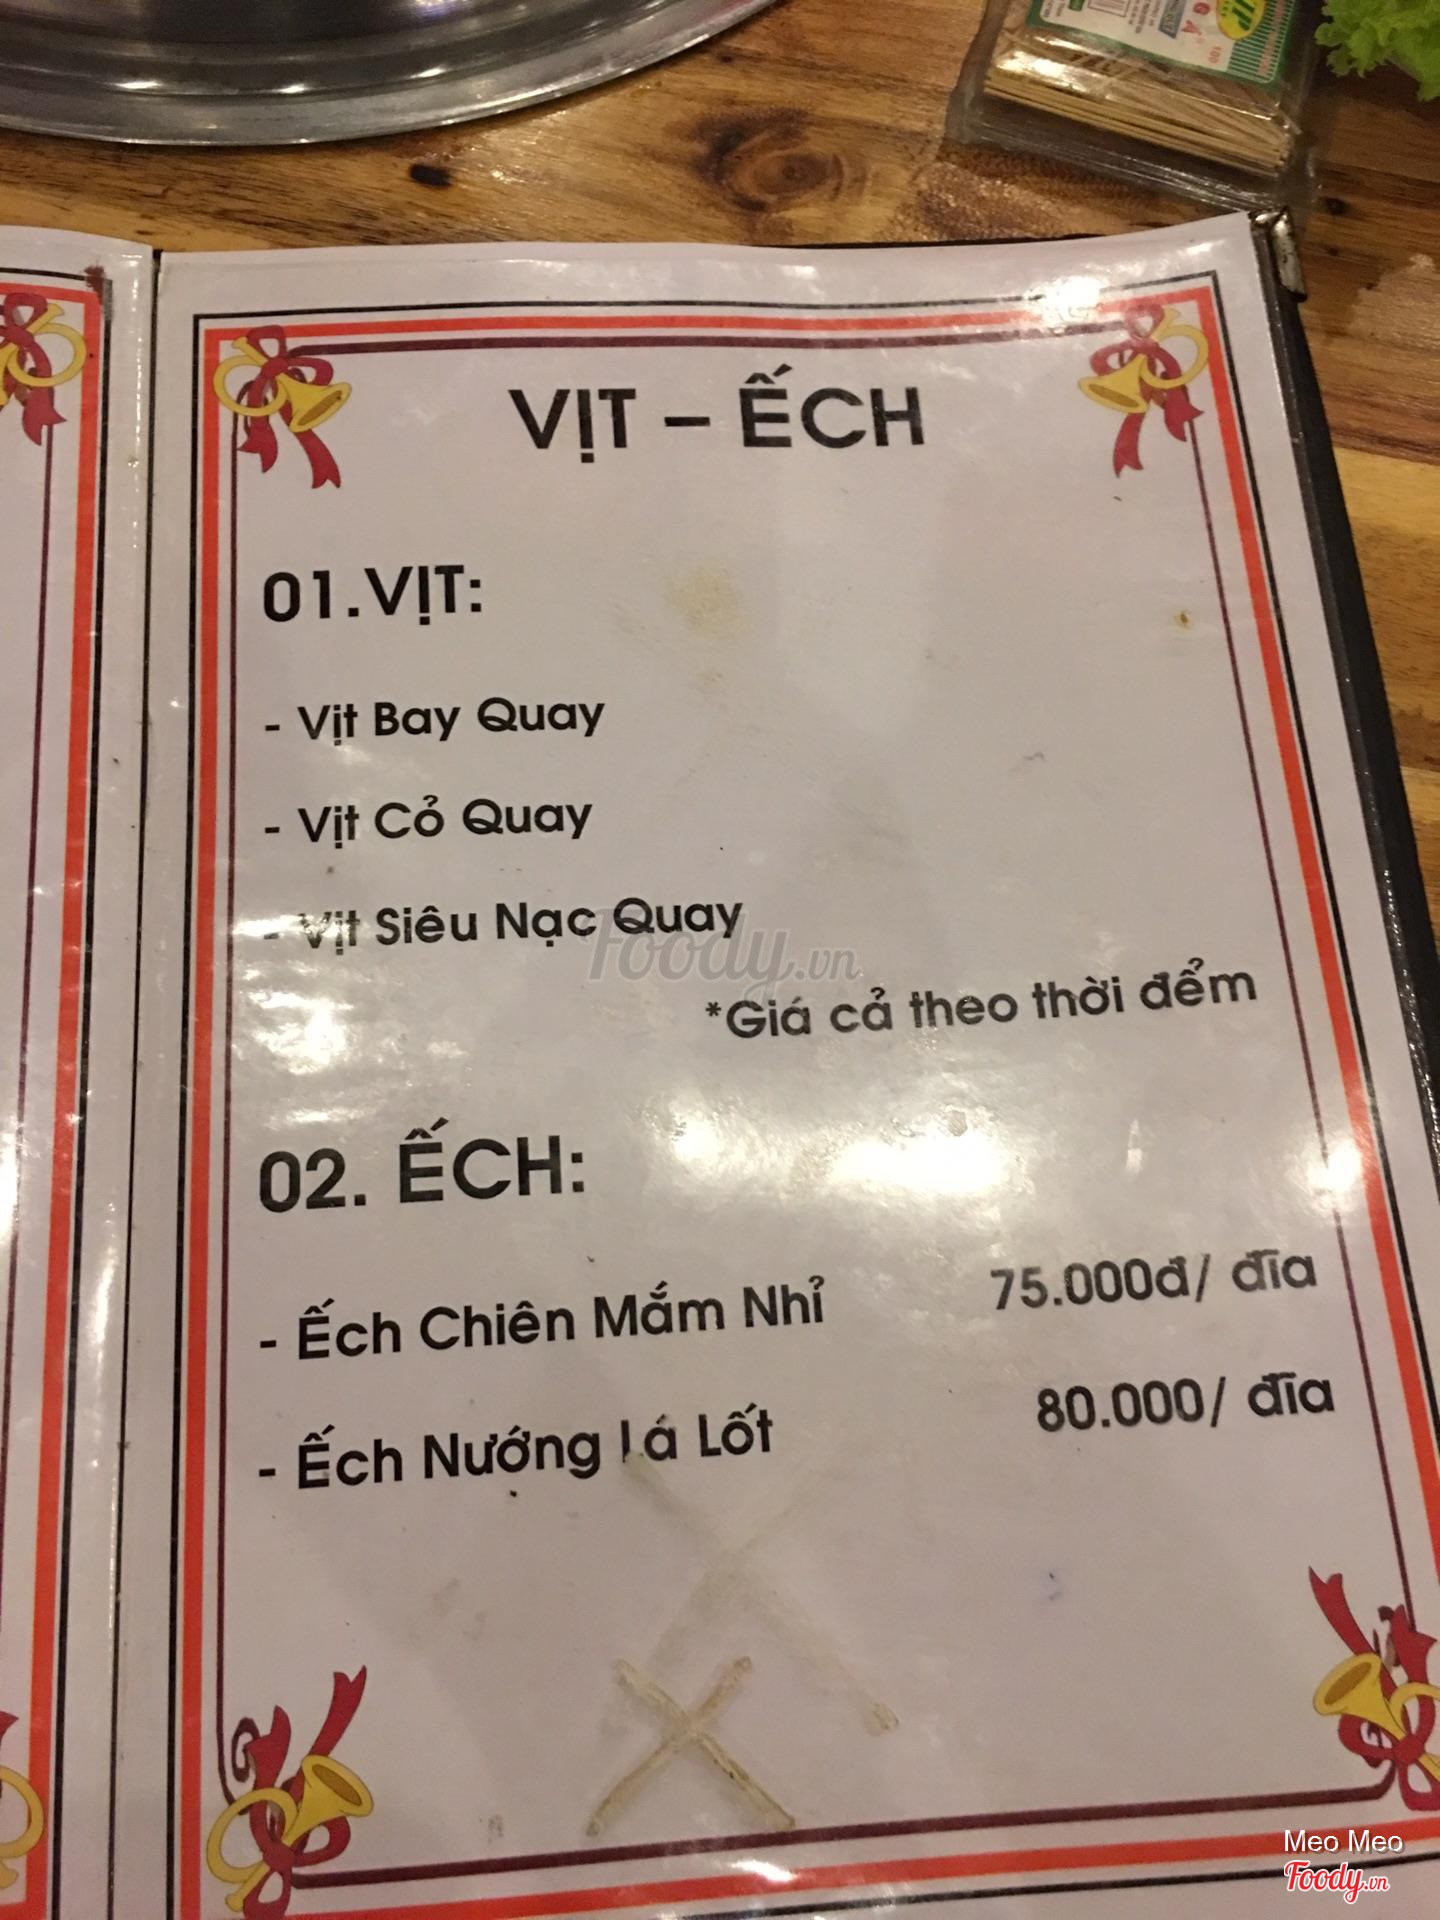 VỊT – ẾCH
01.VỊT:
- Vịt Bay Quay
- Vịt Cỏ Quay
- Vịt Siêu Nạc Quay
Foody.vn
*Giá cả theo thời đểm
02. ẾCH:
- Ếch Chiên Mắm Nhỉ 75.000đ/ đĩa
- Ếch Nướng Lá Lốt 80.000/ đĩa
Meo Meo
Foody.vn